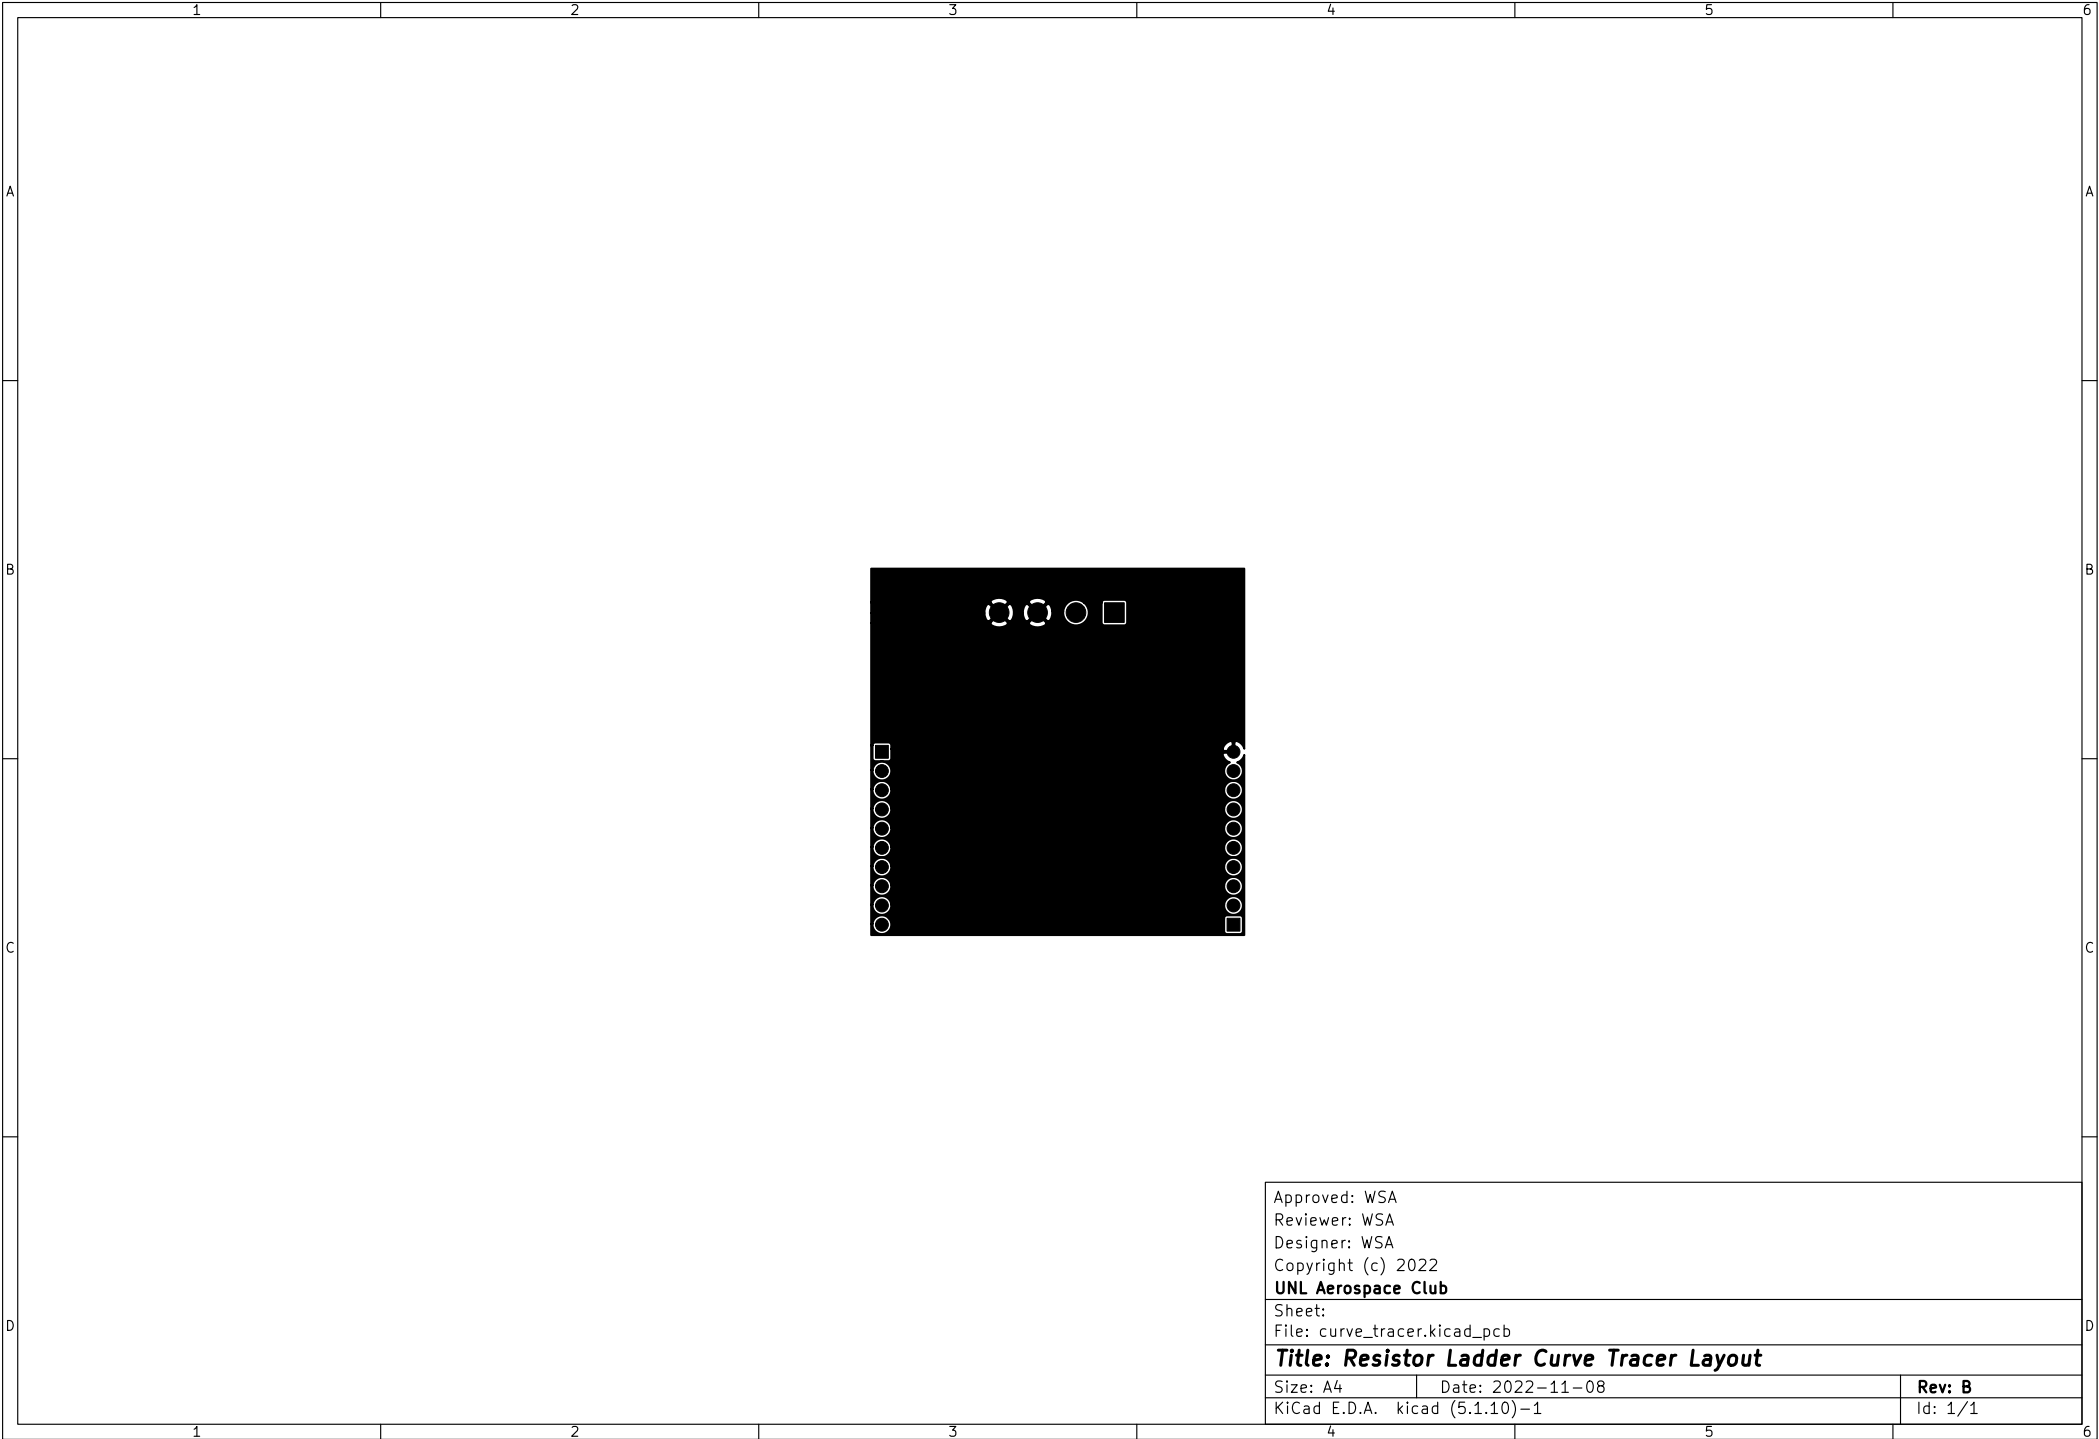 1 2 3 4 5 6
A A
B B
C C
Approved: WSA
Reviewer: WSA
Designer: WSA
Copyright (c) 2022
UNL Aerospace Club
Sheet:
D D
File: curve_tracer.kicad_pcb
Title: Resistor Ladder Curve Tracer Layout
Size: A4 Date: 2022-11-08 Rev: B
KiCad E.D.A. kicad (5.1.10)-1 Id: 1/1
1 2 3 4 5 6